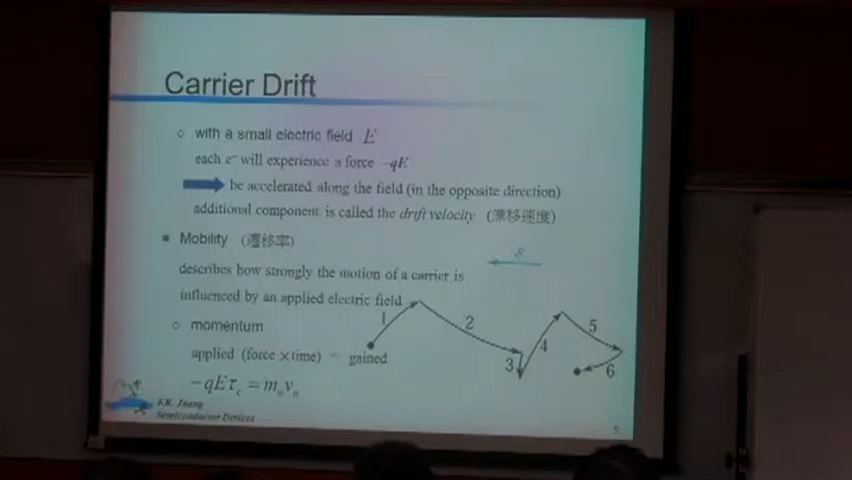 Carrier Drift
with a small electric field E
each e⁻ will experience a force -qE
be accelerated along the field (in the opposite direction)
additional component is called the drift velocity (漂移速度)
Mobility (遷移率)
describes how strongly the motion of a carrier is
influenced by an applied electric field
momentum
applied (force × time) = gained
-qEτc = mnvn
ℰ
1
2
3
4
5
6
KR. Juang
Semiconductor Devices
5